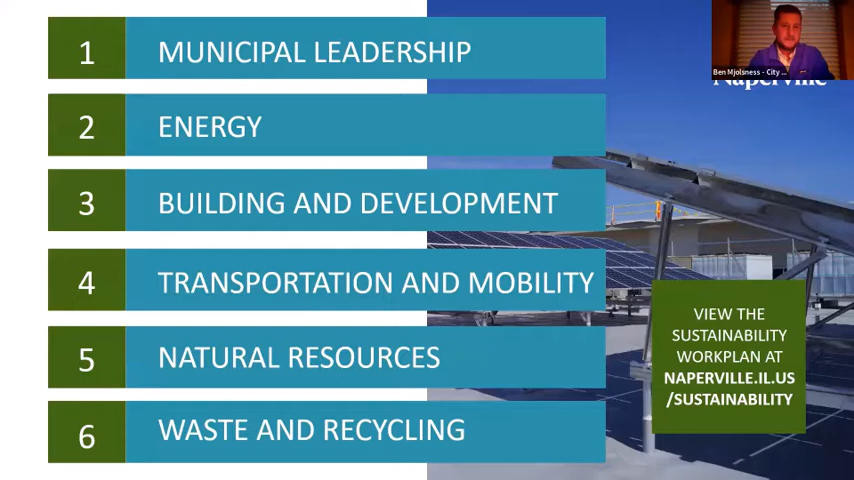 1 MUNICIPAL LEADERSHIP
2 ENERGY
3 BUILDING AND DEVELOPMENT
4 TRANSPORTATION AND MOBILITY
5 NATURAL RESOURCES
6 WASTE AND RECYCLING
Ben Mjolsness - City ...
Naperville
VIEW THE
SUSTAINABILITY
WORKPLAN AT
NAPERVILLE.IL.US
/SUSTAINABILITY